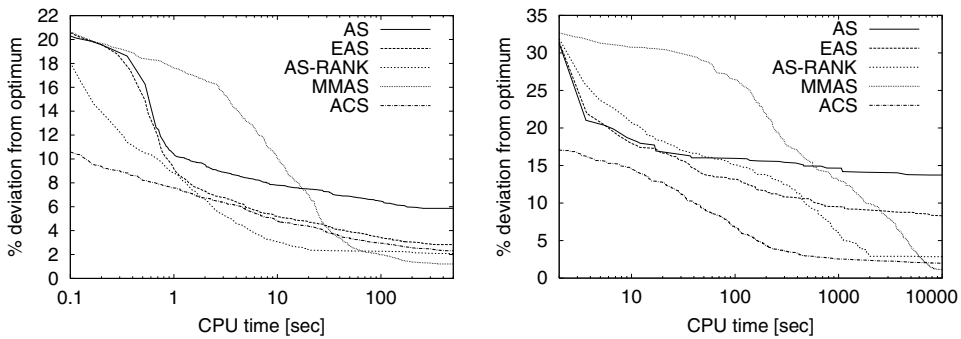 % deviation from optimum
22
20
18
16
14
12
10
8
6
4
2
0
0.1 1 10 100
CPU time [sec]
AS
EAS
AS-RANK
MMAS
ACS
% deviation from optimum
35
30
25
20
15
10
5
0
10 100 1000 10000
CPU time [sec]
AS
EAS
AS-RANK
MMAS
ACS